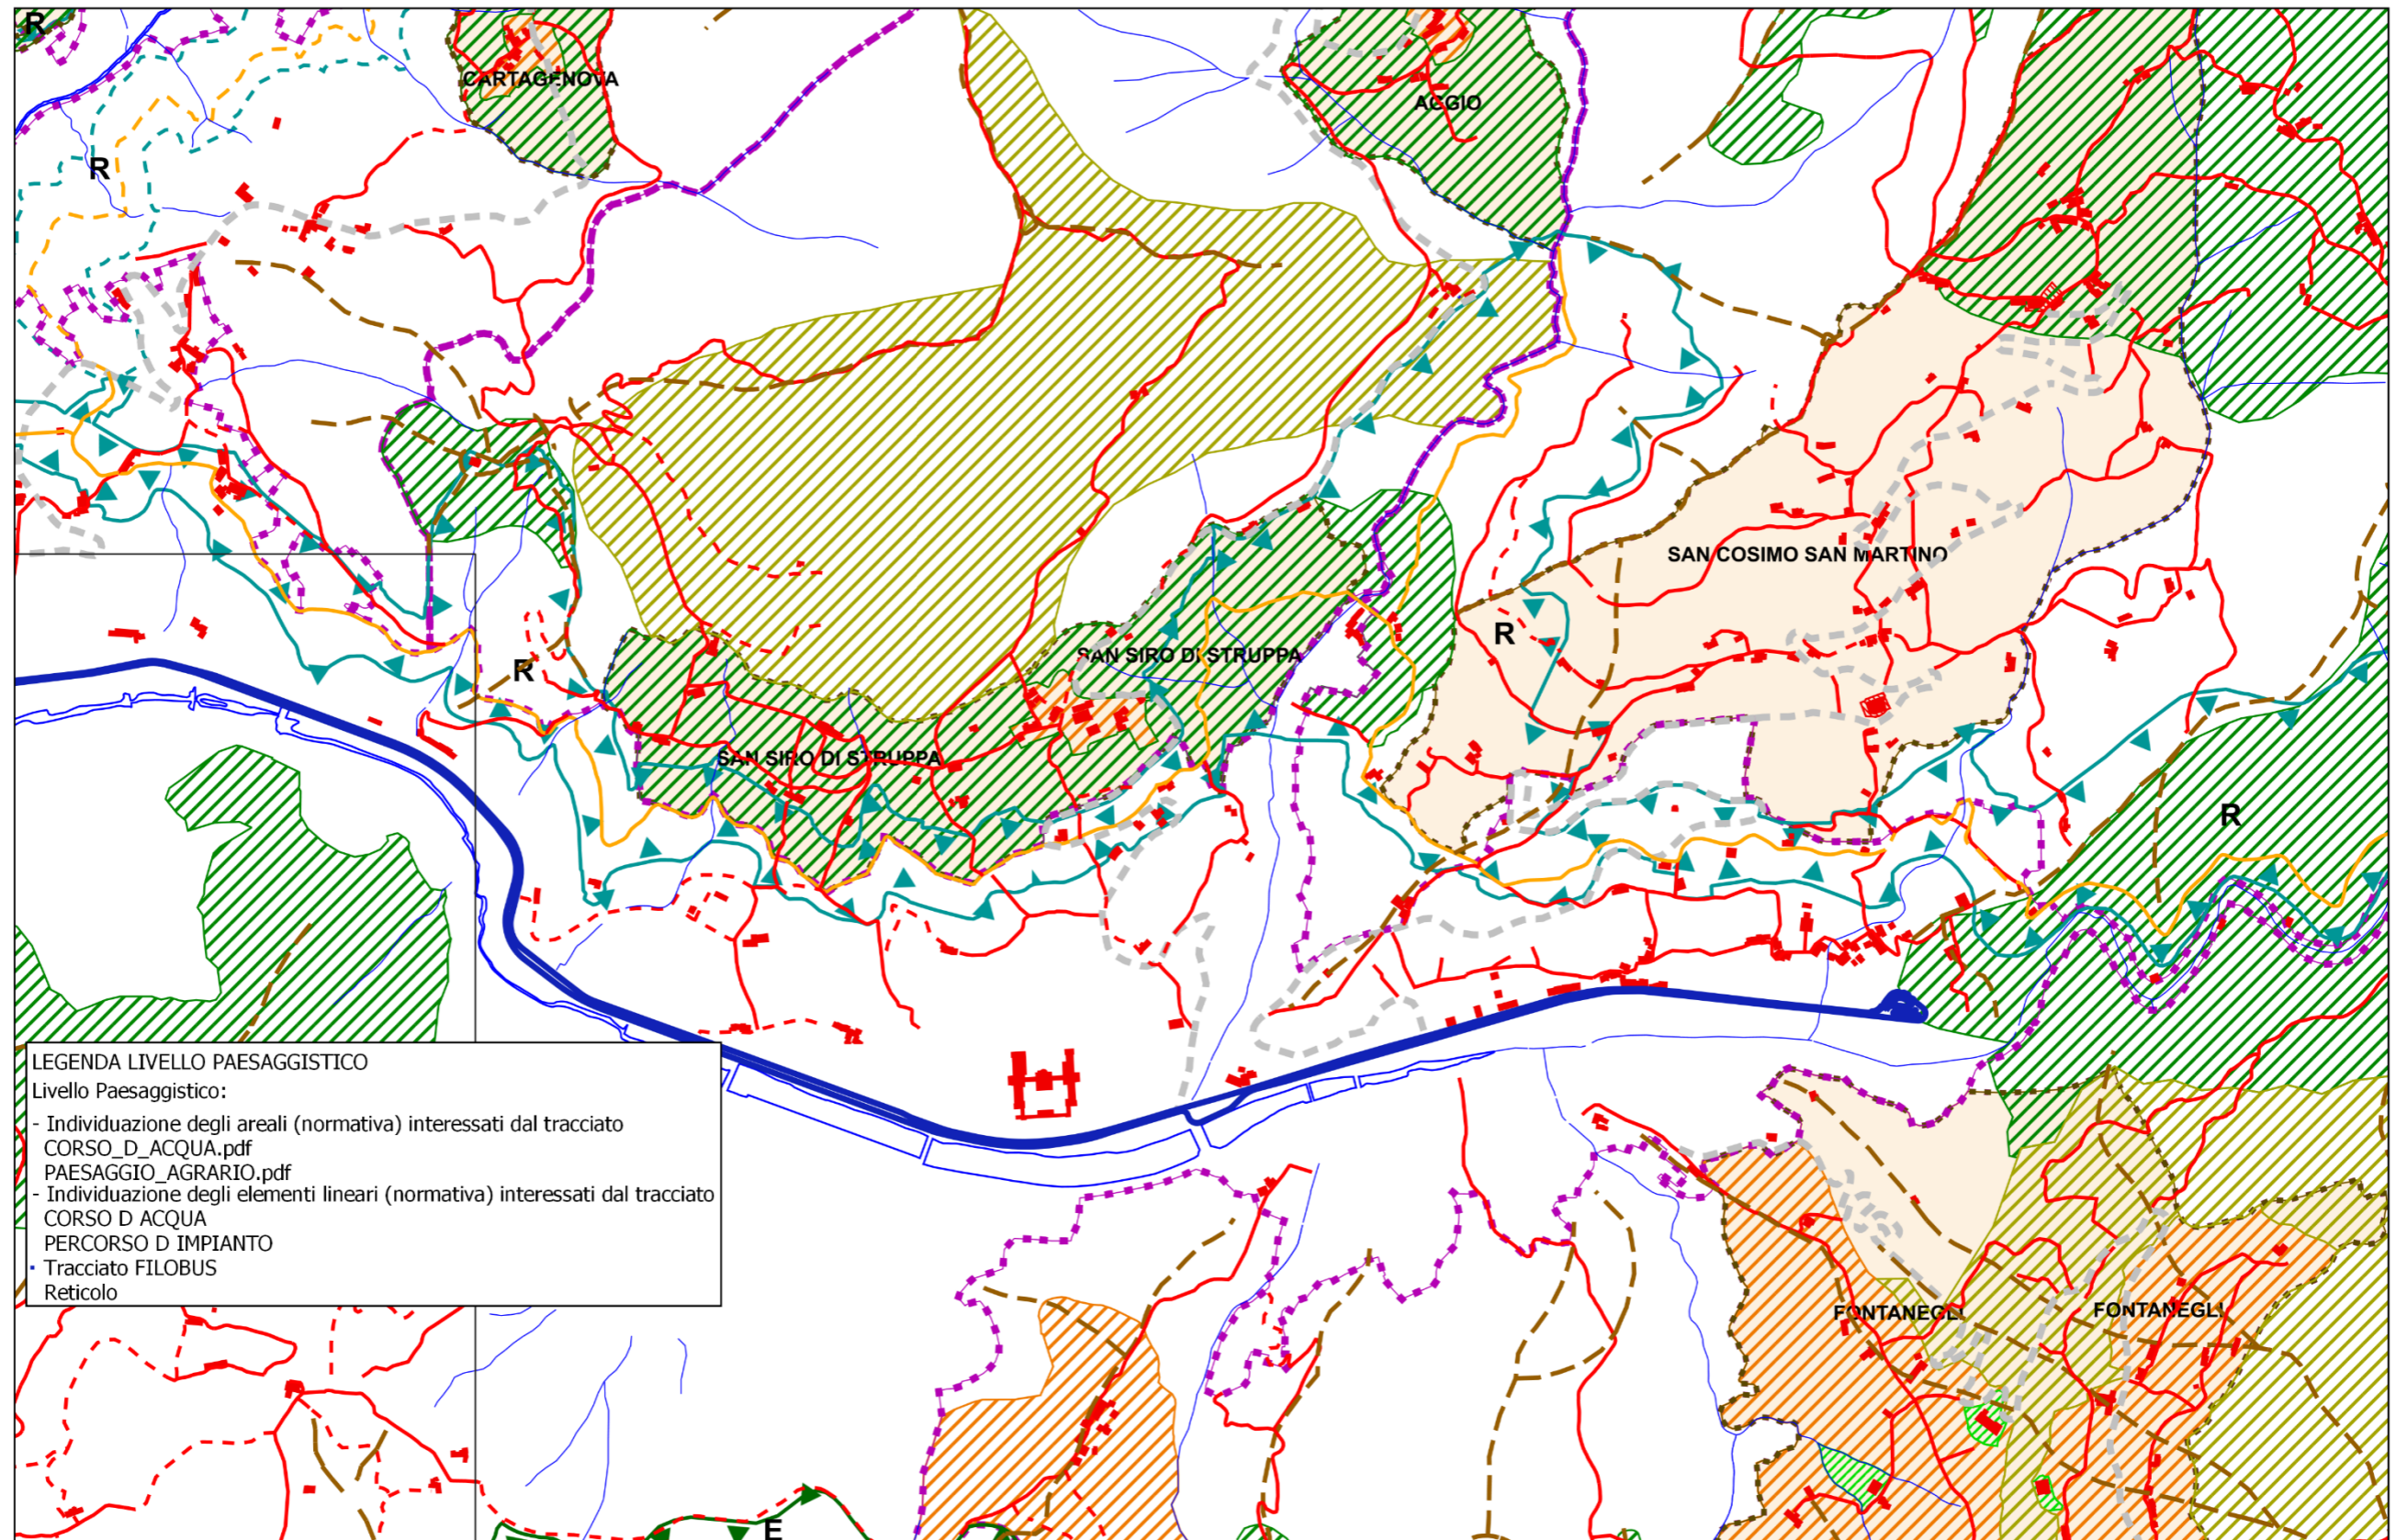 R
CARTAGENOVA
AGGIO
R
SAN COSIMO SAN MARTINO
R
SAN SIRO DI STRUPPA
R
SAN SIRO DI STRUPPA
R
LEGENDA LIVELLO PAESAGGISTICO
Livello Paesaggistico:
- Individuazione degli areali (normativa) interessati dal tracciato
CORSO_D_ACQUA.pdf
PAESAGGIO_AGRARIO.pdf
- Individuazione degli elementi lineari (normativa) interessati dal tracciato
CORSO D ACQUA
PERCORSO D IMPIANTO
Tracciato FILOBUS
Reticolo
FONTANEGLI
FONTANEGLI
E